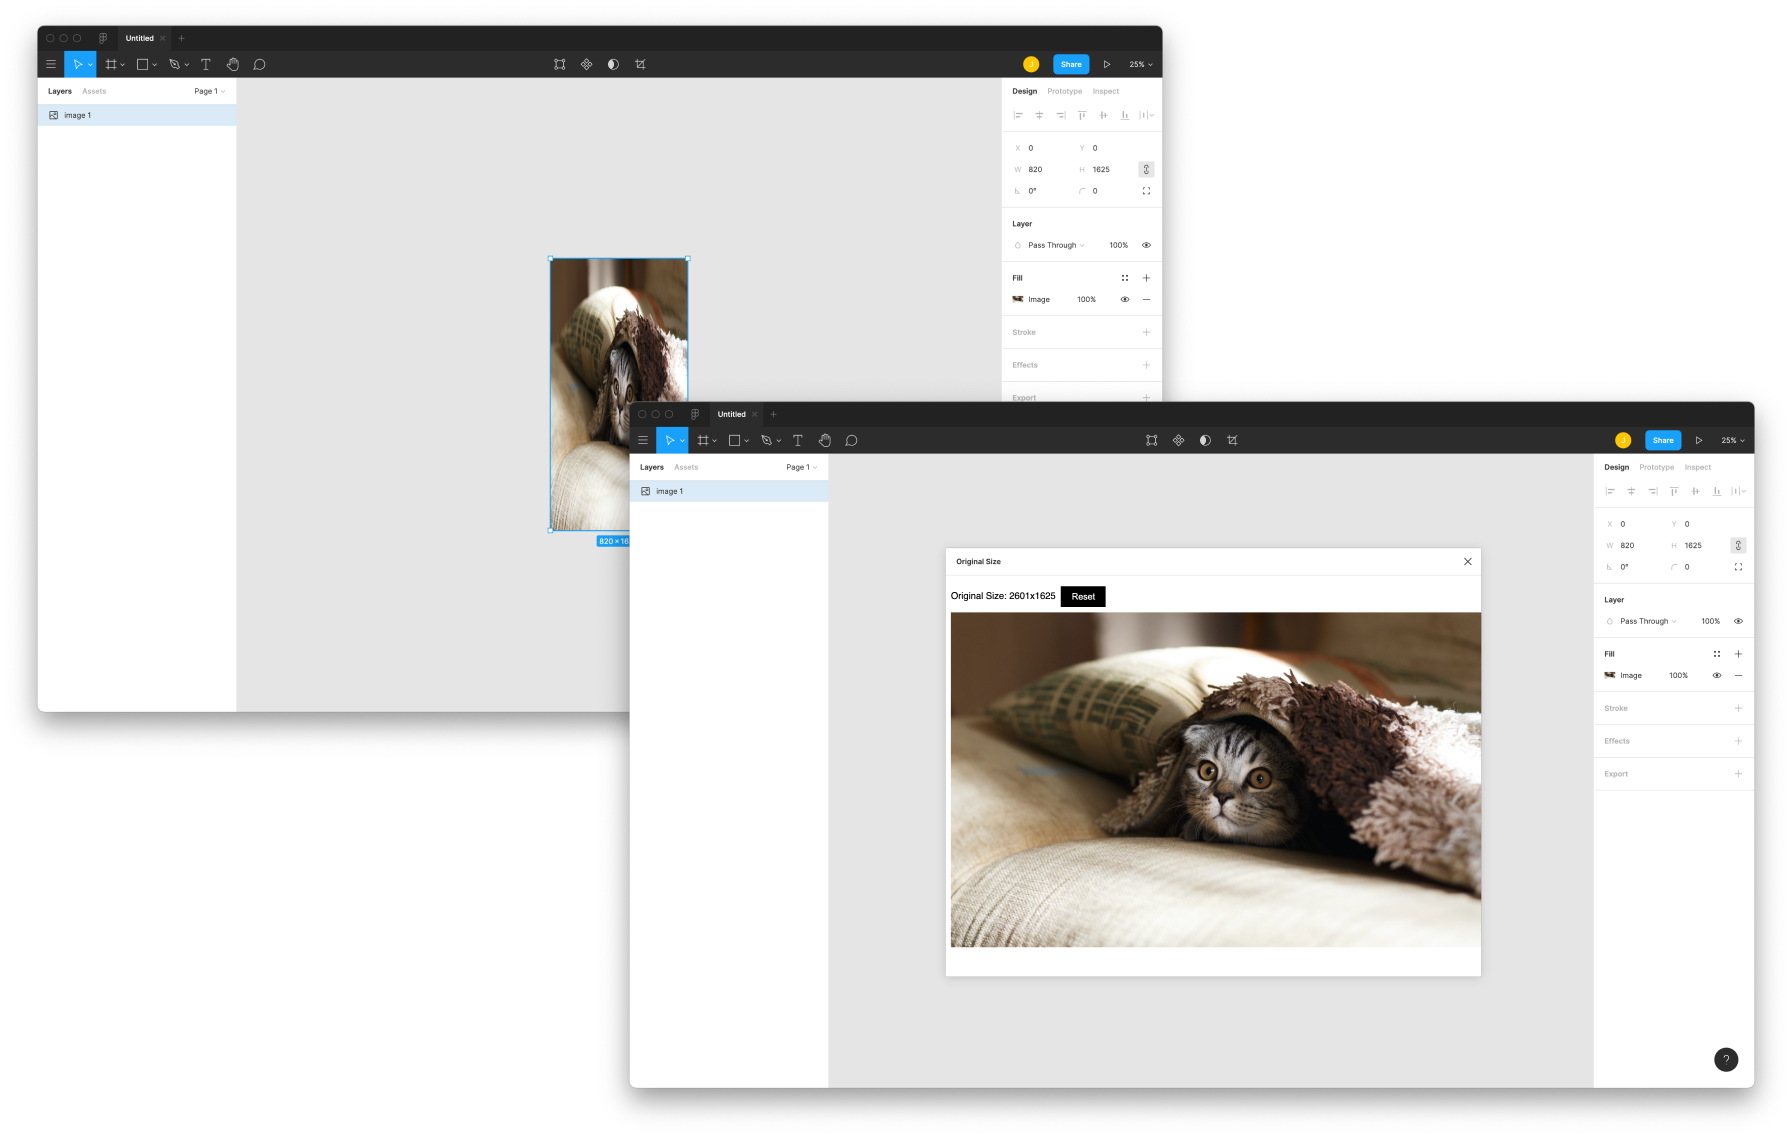 Untitled
Share
25%
Layers Assets Page 1
image 1
Design Prototype Inspect
X 0 Y 0
W 820 H 1625
0° 0
Layer
Pass Through 100%
Fill
Image 100%
Stroke
Effects
Export
820 × 16
Untitled
J Share 25%
Layers Assets Page 1
image 1
Original Size
Original Size: 2601x1625 Reset
Design Prototype Inspect
X 0 Y 0
W 820 H 1625
0° 0
Layer
Pass Through 100%
Fill
Image 100%
Stroke
Effects
Export
?